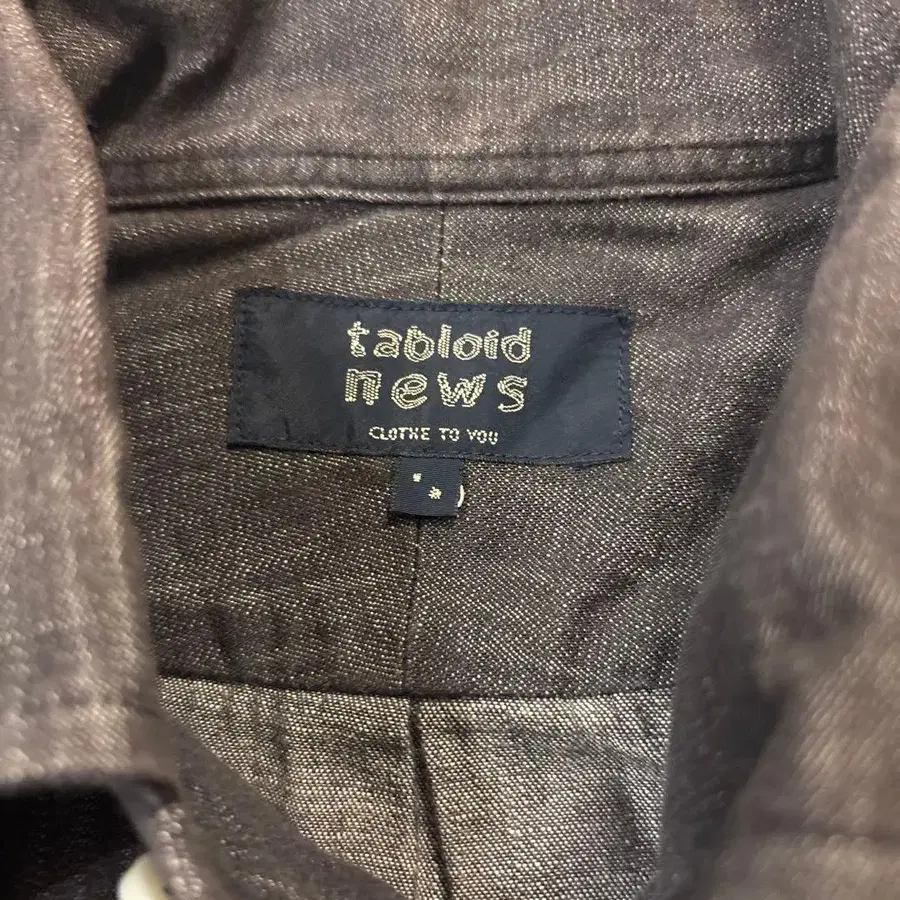 tabloid
news
CLOTHE TO YOU